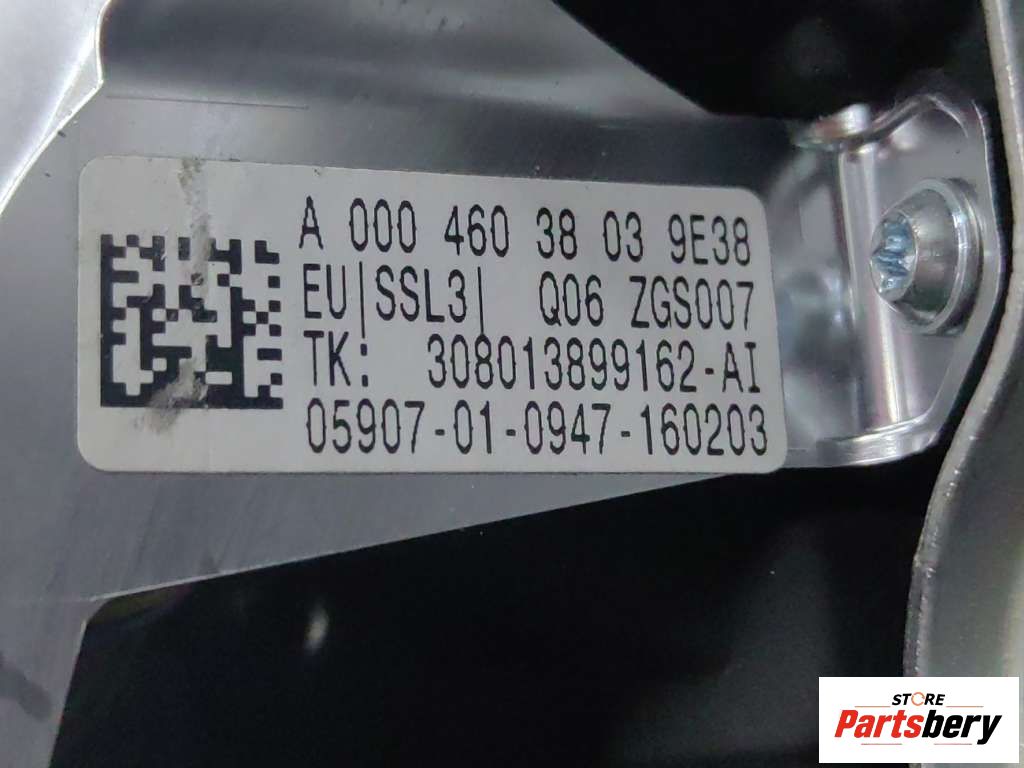 A 000 460 38 03 9E38
EU|SSL3| Q06 ZGS007
TK: 308013899162-AI
05907-01-0947-160203
STORE
Partsbery